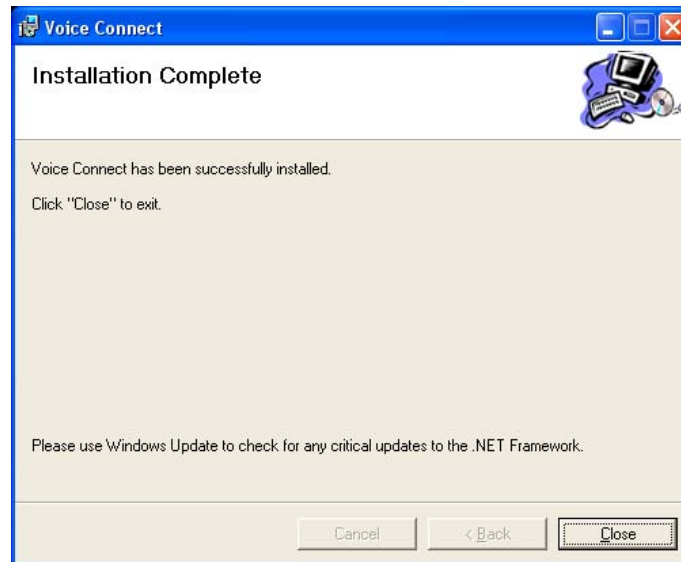 Voice Connect
Installation Complete
Voice Connect has been successfully installed.
Click "Close" to exit.
Please use Windows Update to check for any critical updates to the .NET Framework.
Cancel
< Back
Close